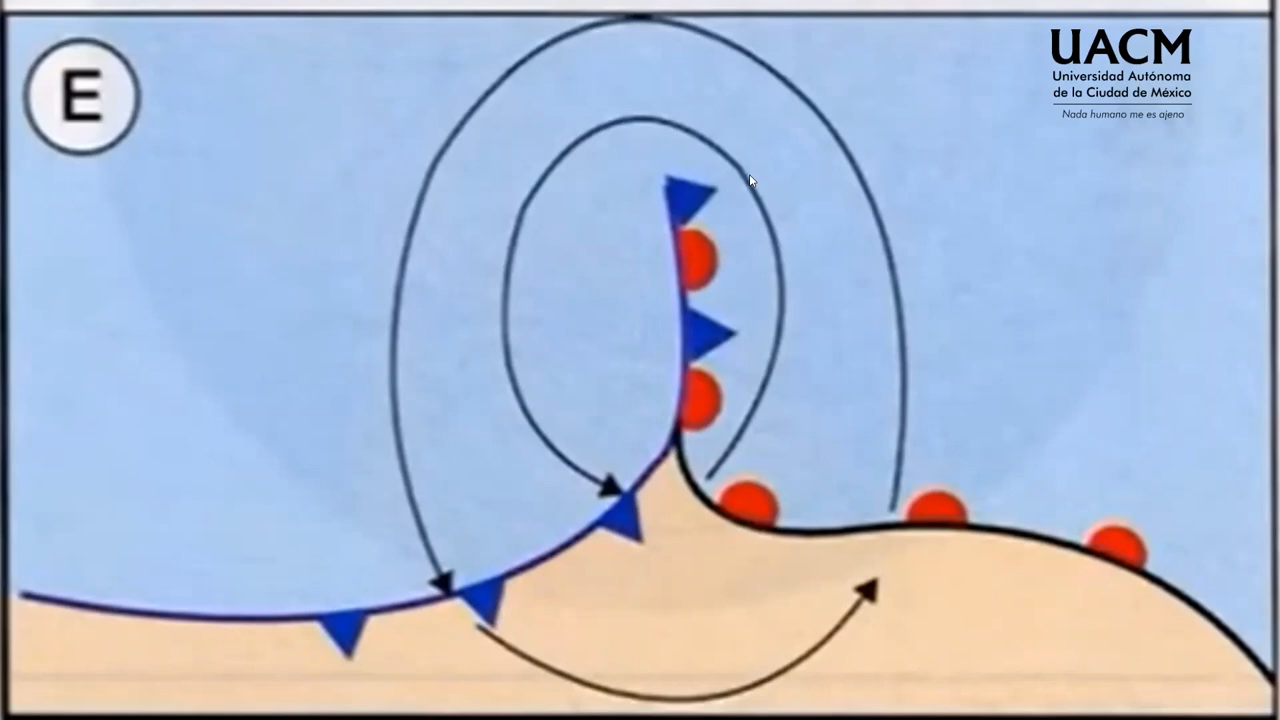 E
UACM
Universidad Autónoma
de la Ciudad de México
Nada humano me es ajeno